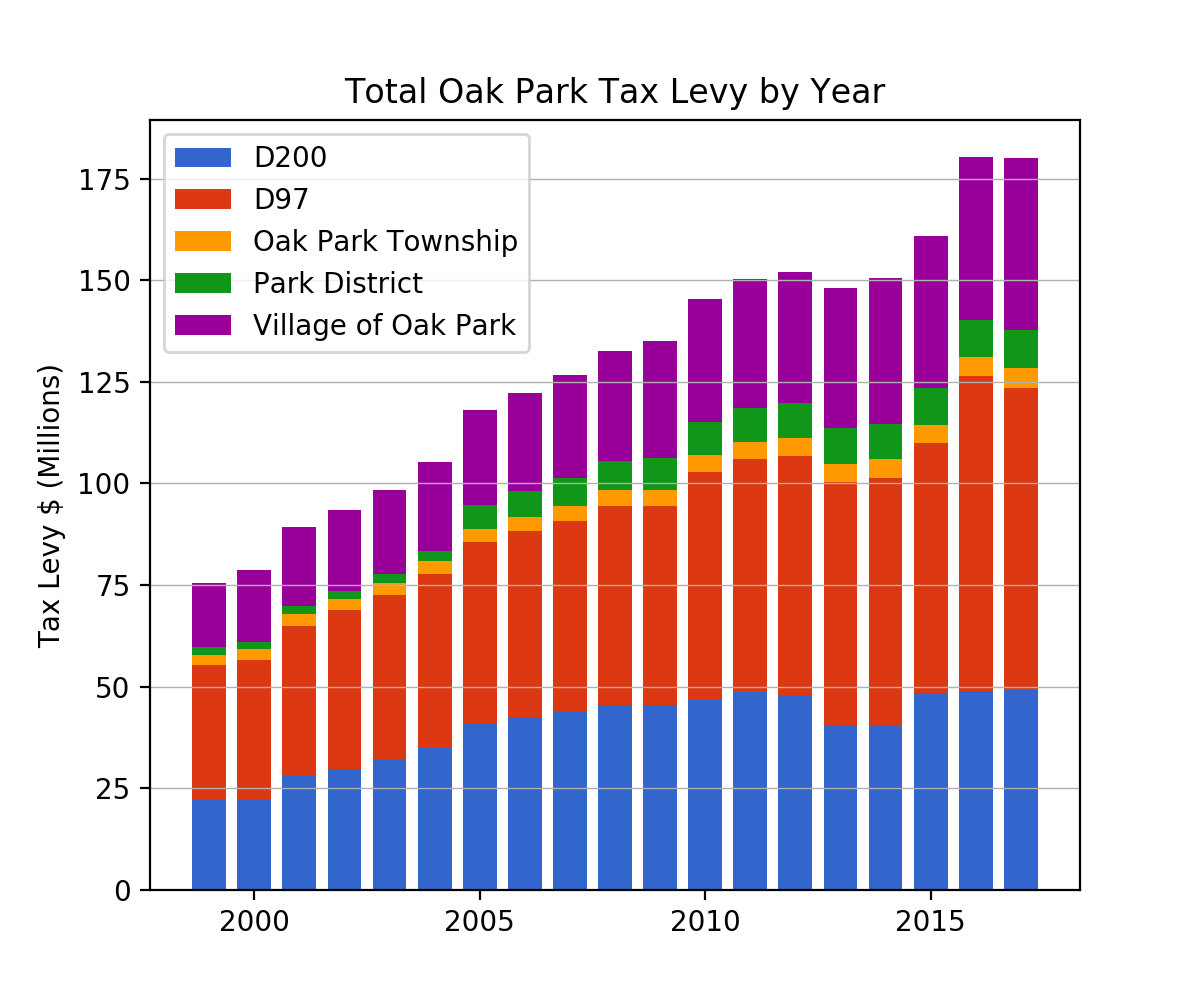 Total Oak Park Tax Levy by Year
D200
D97
Oak Park Township
Park District
Village of Oak Park
Tax Levy $ (Millions)
175
150
125
100
75
50
25
0
2000 2005 2010 2015